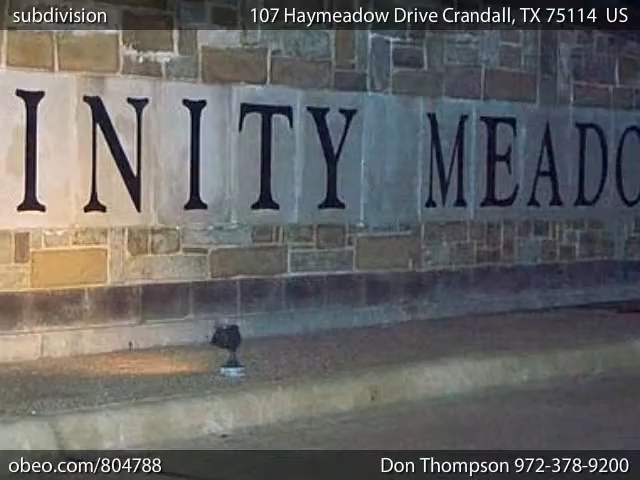 subdivision
107 Haymeadow Drive Crandall, TX 75114 US
INITY MEADO
obeo.com/804788
Don Thompson 972-378-9200